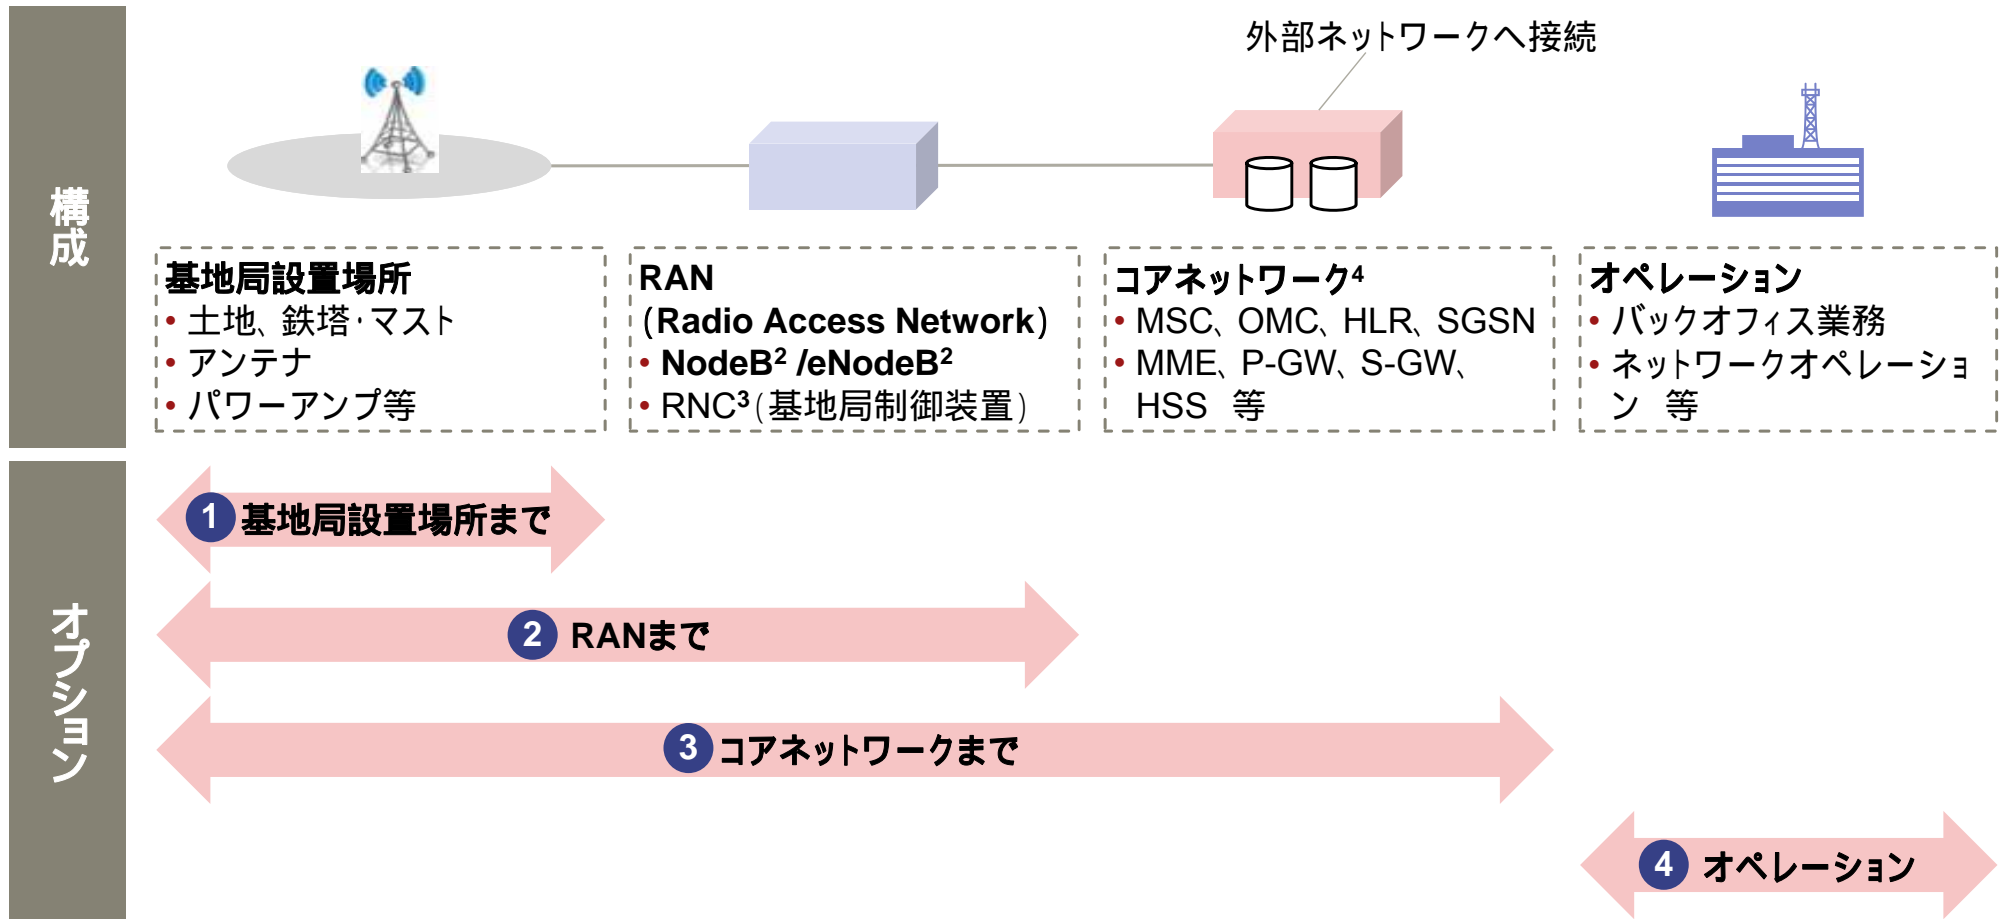 外部ネットワークへ接続
構成
基地局設置場所
• 土地、鉄塔・マスト
• アンテナ
• パワーアンプ等
RAN
(Radio Access Network)
• NodeB² /eNodeB²
• RNC³(基地局制御装置)
コアネットワーク⁴
• MSC、OMC、HLR、SGSN
• MME、P-GW、S-GW、
HSS 等
オペレーション
• バックオフィス業務
• ネットワークオペレーショ
ン 等
オプション
1 基地局設置場所まで
2 RANまで
3 コアネットワークまで
4 オペレーション